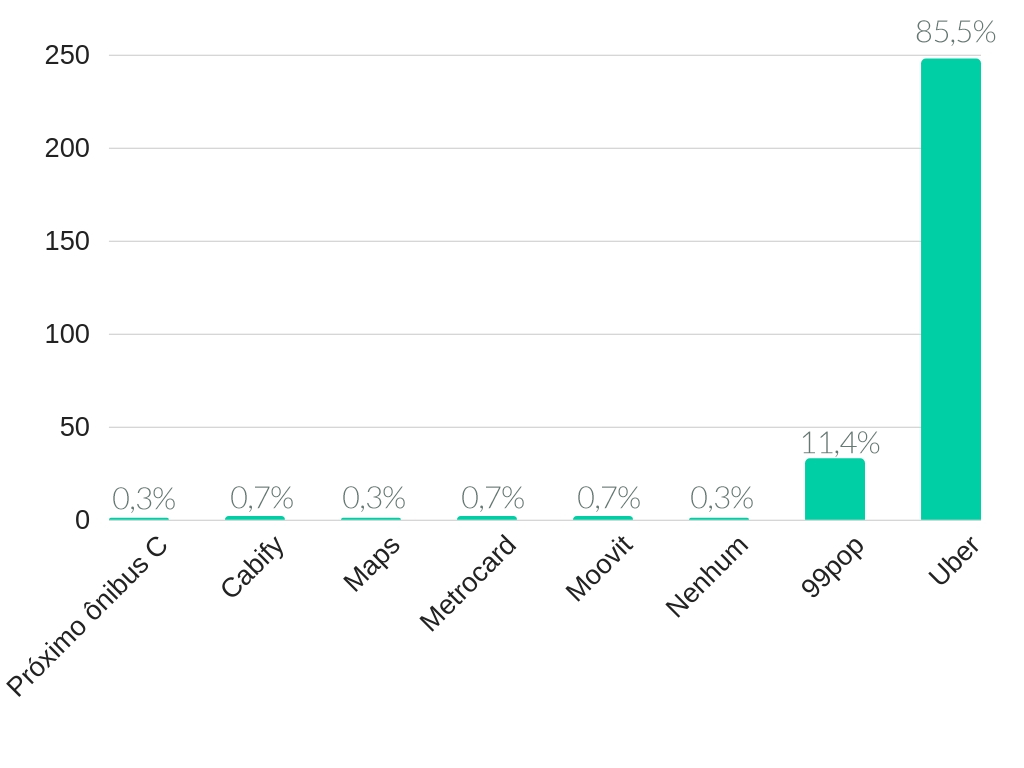 85,5%
250
200
150
100
50
11,4%
0,3%
0,7%
0,3%
0,7%
0,7%
0,3%
0
Próximo ônibus C
Cabify
Maps
Metrocard
Moovit
Nenhum
99pop
Uber